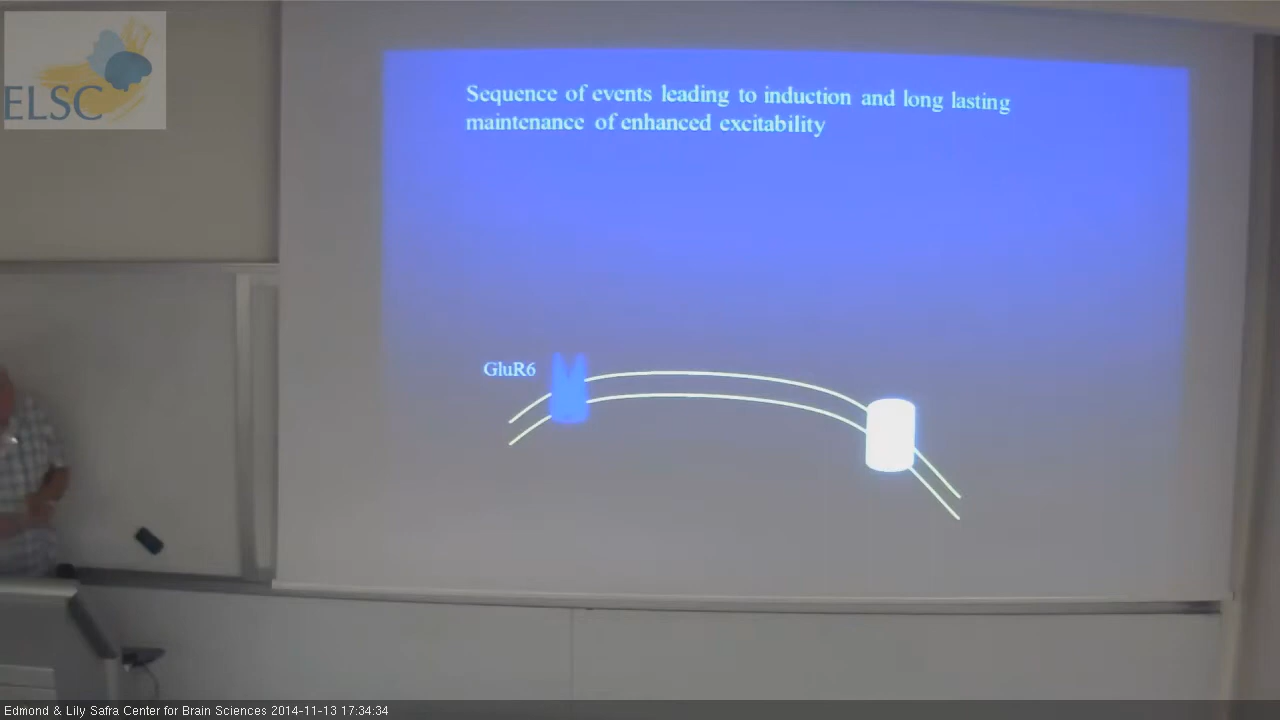 ELSC
Sequence of events leading to induction and long lasting
maintenance of enhanced excitability
GluR6
Edmond & Lily Safra Center for Brain Sciences 2014-11-13 17:34:34